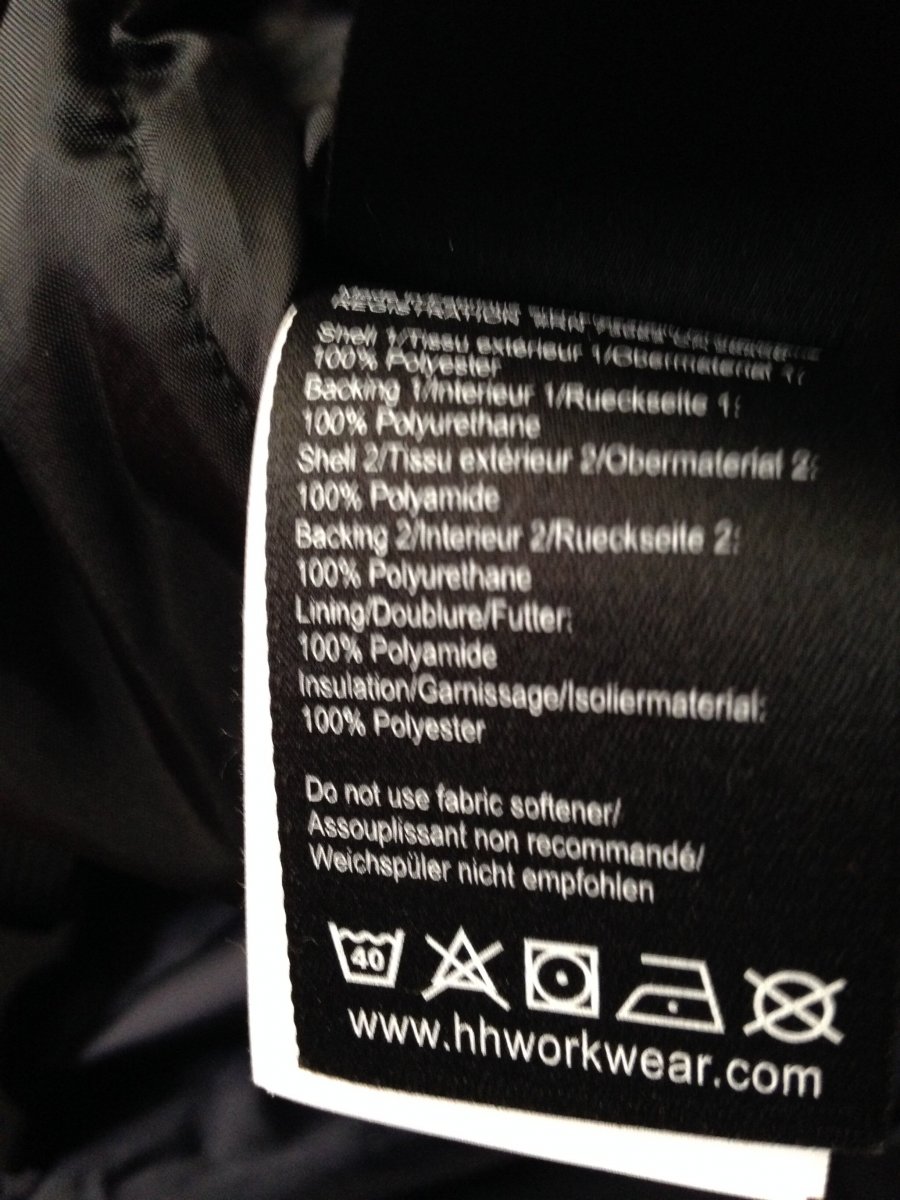 REGISTRATION
Shell 1/Tissu extérieur 1/Obermaterial 1:
100% Polyester
Backing 1/Interieur 1/Rueckseite 1:
100% Polyurethane
Shell 2/Tissu extérieur 2/Obermaterial 2:
100% Polyamide
Backing 2/Interieur 2/Rueckseite 2:
100% Polyurethane
Lining/Doublure/Futter:
100% Polyamide
Insulation/Garnissage/Isoliermaterial:
100% Polyester
Do not use fabric softener/
Assouplissant non recommandé/
Weichspüler nicht empfohlen
40
www.hhworkwear.com